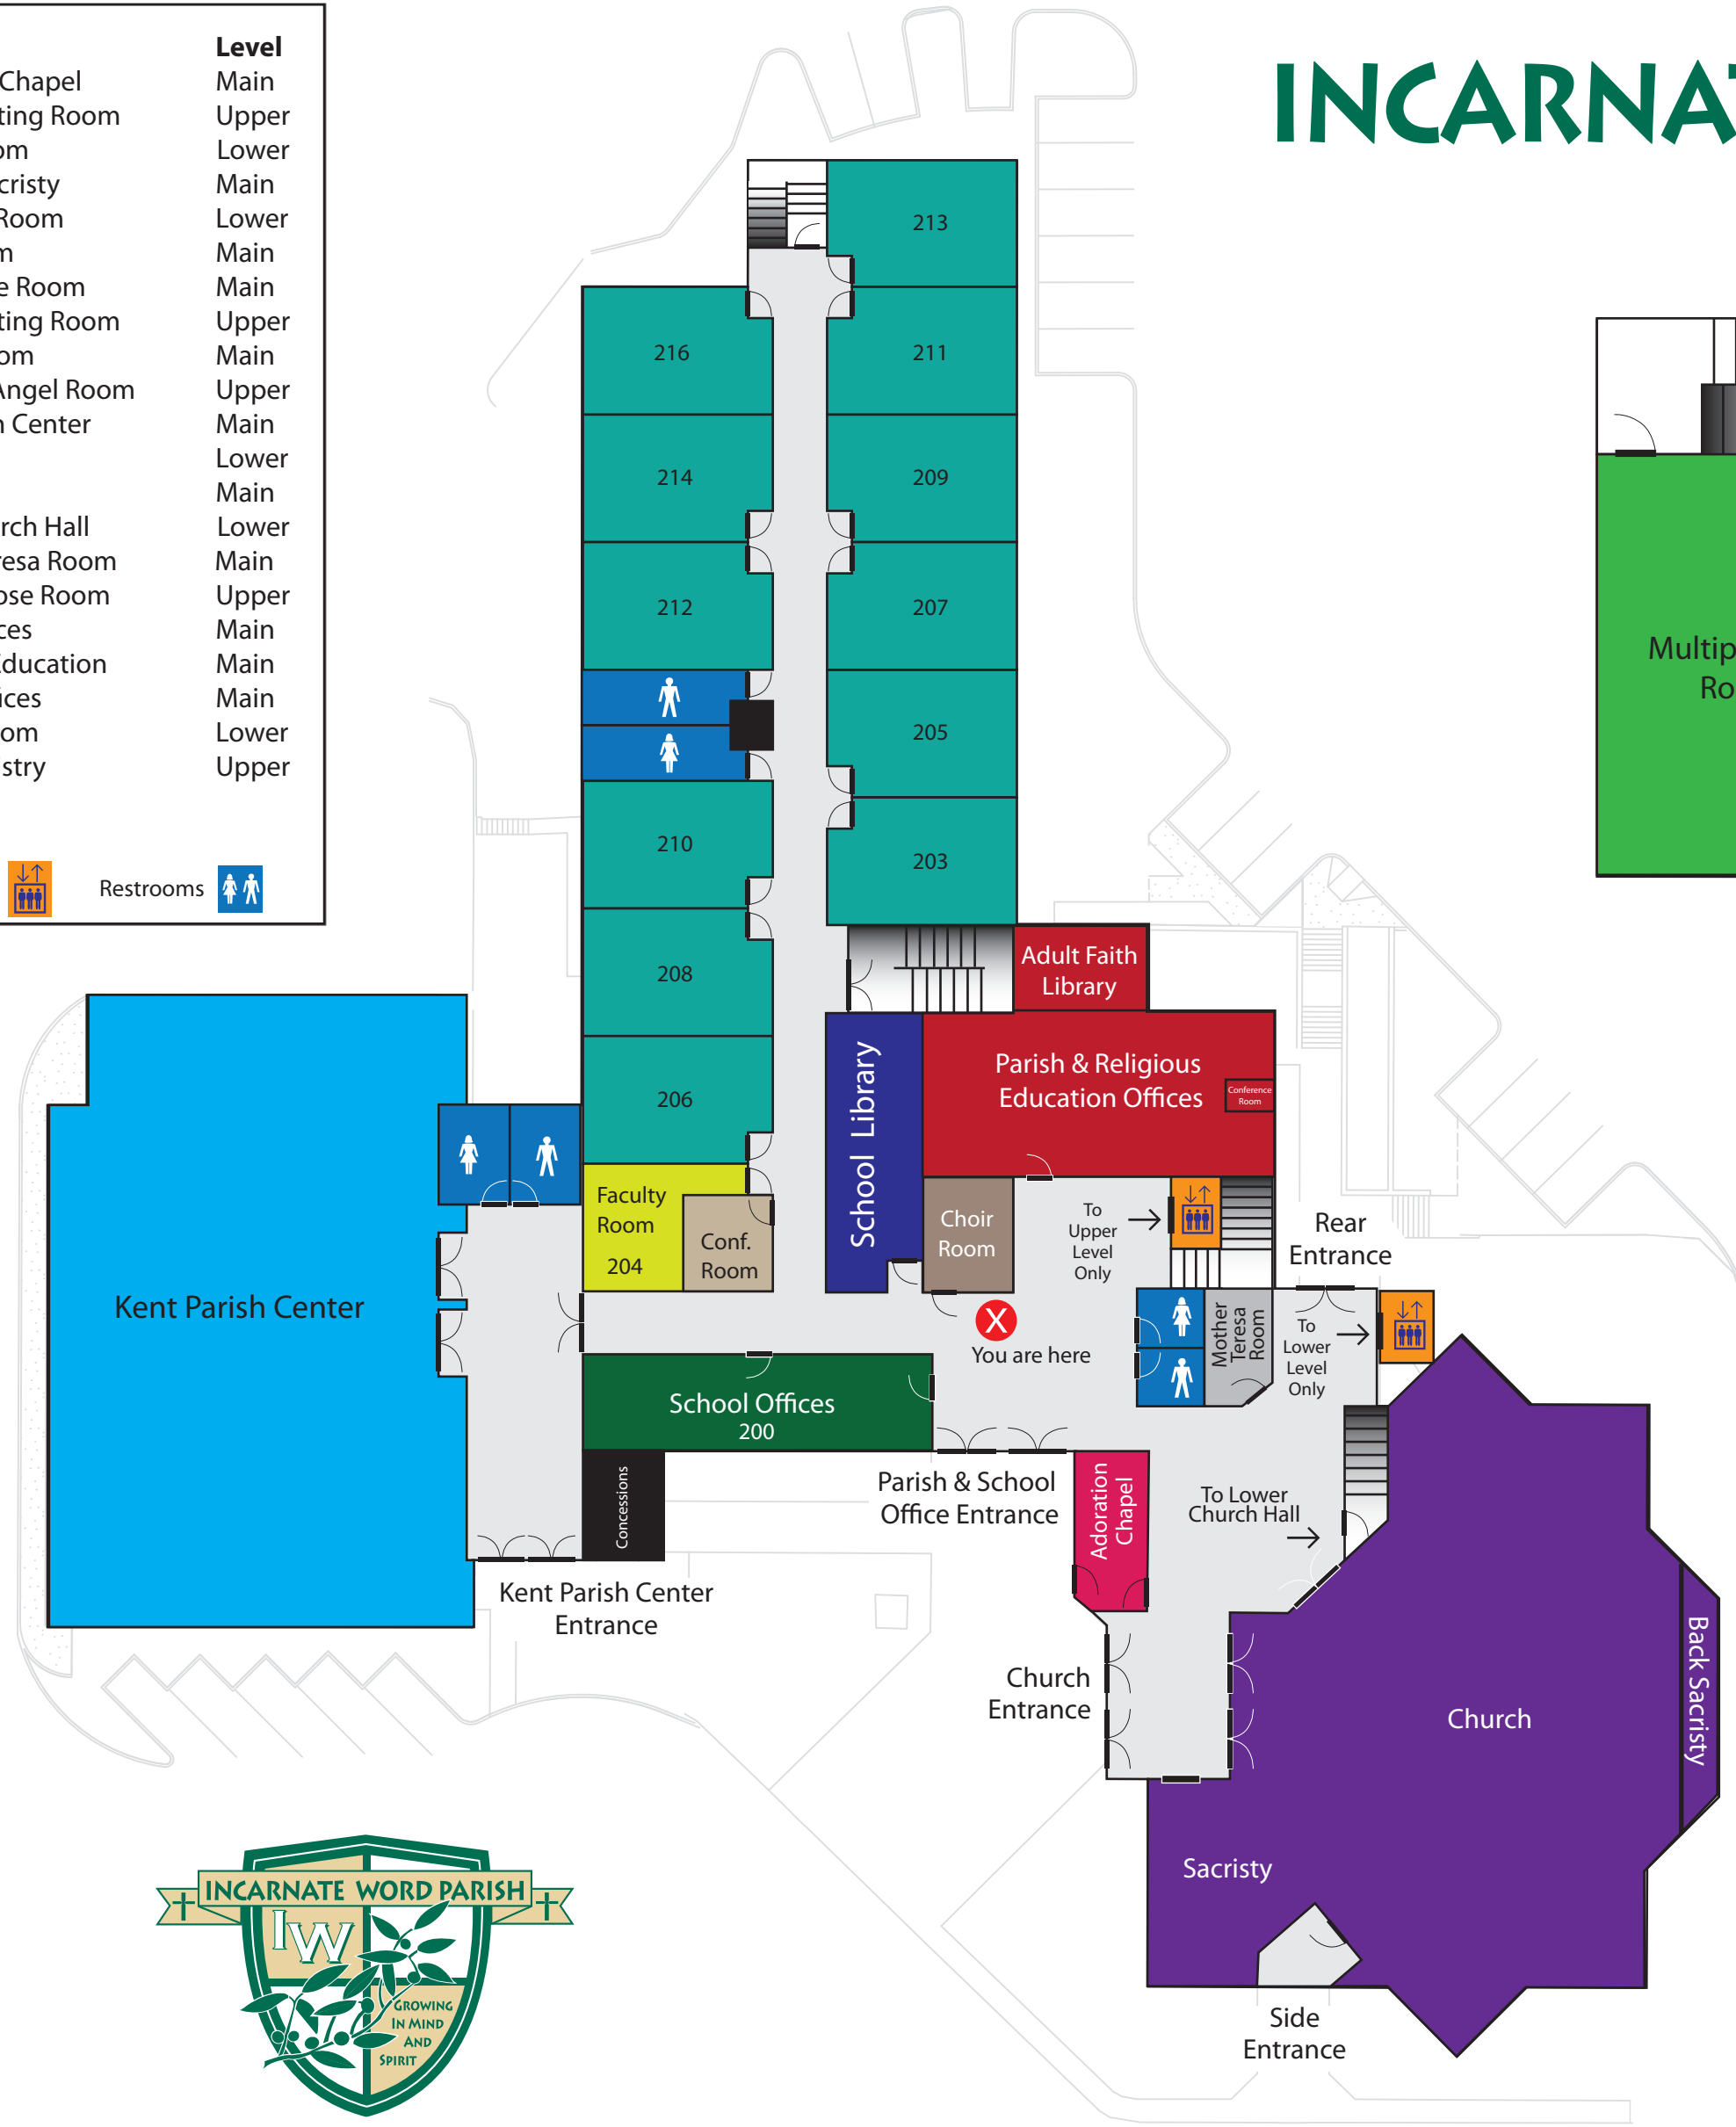 Level
Chapel Main
ting Room Upper
om Lower
cristy Main
Room Lower
m Main
e Room Main
ting Room Upper
om Main
Angel Room Upper
n Center Main
Lower
Main
rch Hall Lower
resa Room Main
ose Room Upper
ces Main
Education Main
ices Main
om Lower
stry Upper
Restrooms
INCARNAT
213
216
211
214
209
212
207
205
210
203
208
206
Multip
Ro
Adult Faith
Library
Parish & Religious
Education Offices
Conference
Room
School Library
Faculty
Room
204
Conf.
Room
Choir
Room
To
Upper
Level
Only
Rear
Entrance
Kent Parish Center
X
You are here
Mother
Teresa
Room
To
Lower
Level
Only
School Offices
200
Concessions
Parish & School
Office Entrance
Adoration
Chapel
To Lower
Church Hall
Kent Parish Center
Entrance
Church
Entrance
Church
Back Sacristy
Sacristy
Side
Entrance
INCARNATE WORD PARISH
IW
GROWING
IN MIND
AND
SPIRIT